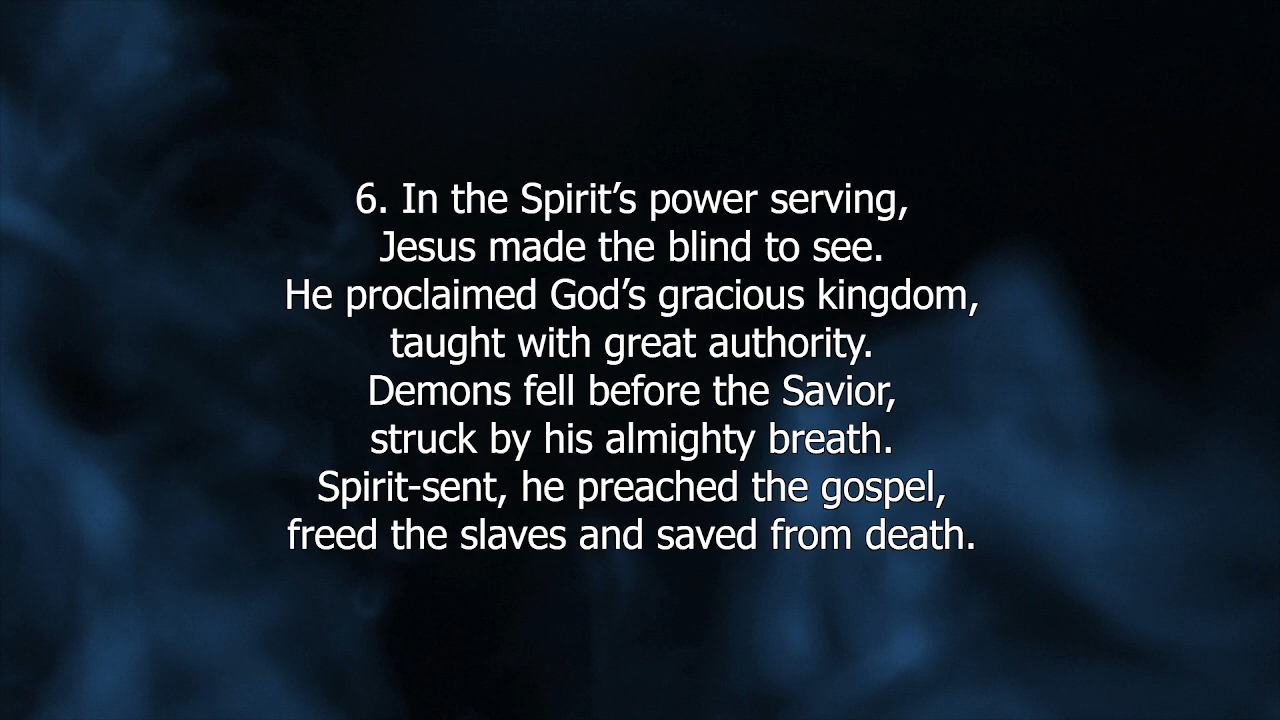 6. In the Spirit’s power serving,
Jesus made the blind to see.
He proclaimed God’s gracious kingdom,
taught with great authority.
Demons fell before the Savior,
struck by his almighty breath.
Spirit-sent, he preached the gospel,
freed the slaves and saved from death.